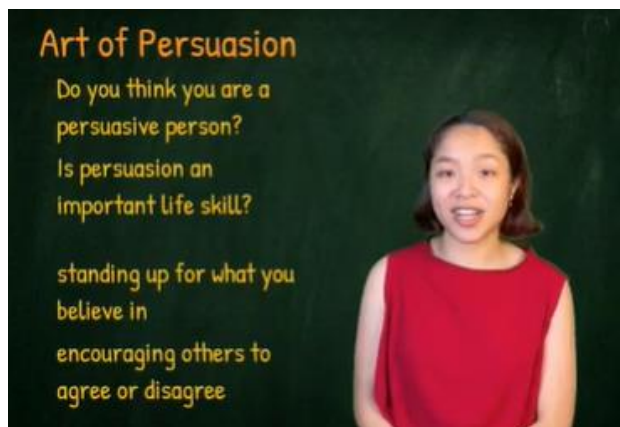 Art of Persuasion
Do you think you are a
persuasive person?
Is persuasion an
important life skill?
standing up for what you
believe in
encouraging others to
agree or disagree